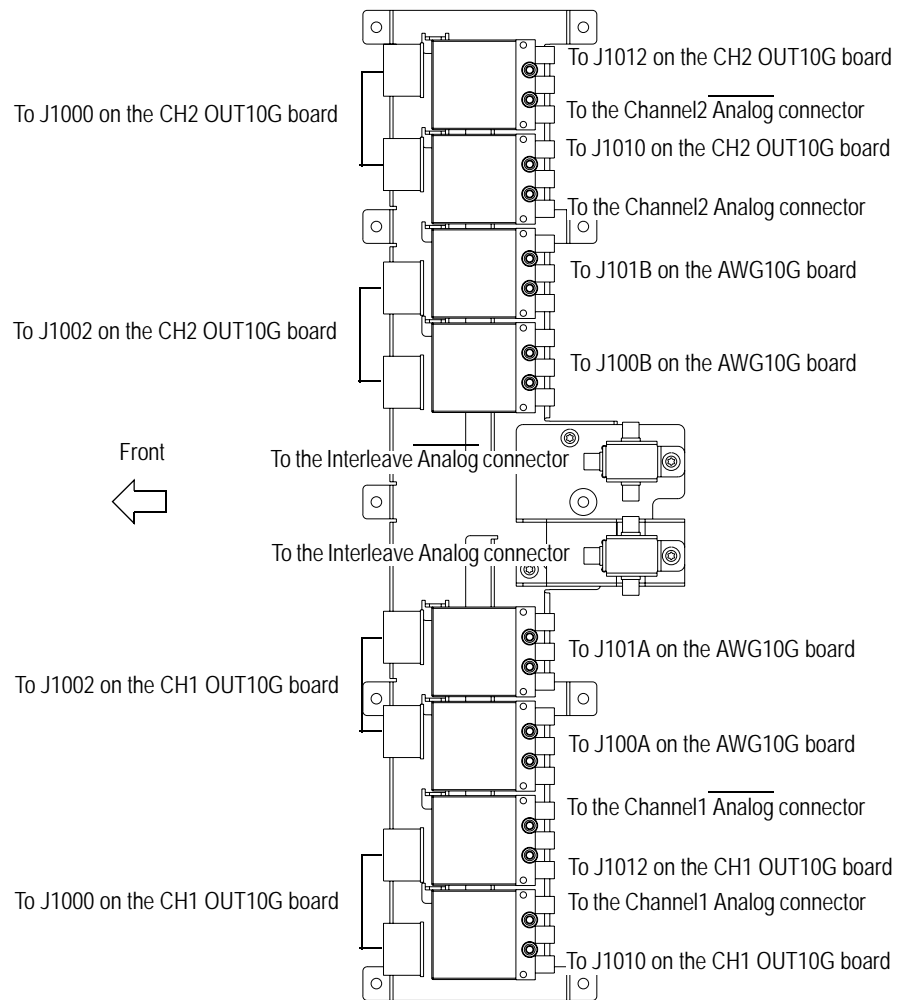 To J1012 on the CH2 OUT10G board
To J1000 on the CH2 OUT10G board
To the Channel2 A̅n̅a̅l̅o̅g̅ connector
To J1010 on the CH2 OUT10G board
To the Channel2 Analog connector
To J101B on the AWG10G board
To J1002 on the CH2 OUT10G board
To J100B on the AWG10G board
Front
To the Interleave A̅n̅a̅l̅o̅g̅ connector
To the Interleave Analog connector
To J101A on the AWG10G board
To J1002 on the CH1 OUT10G board
To J100A on the AWG10G board
To the Channel1 A̅n̅a̅l̅o̅g̅ connector
To J1012 on the CH1 OUT10G board
To J1000 on the CH1 OUT10G board
To the Channel1 Analog connector
To J1010 on the CH1 OUT10G board